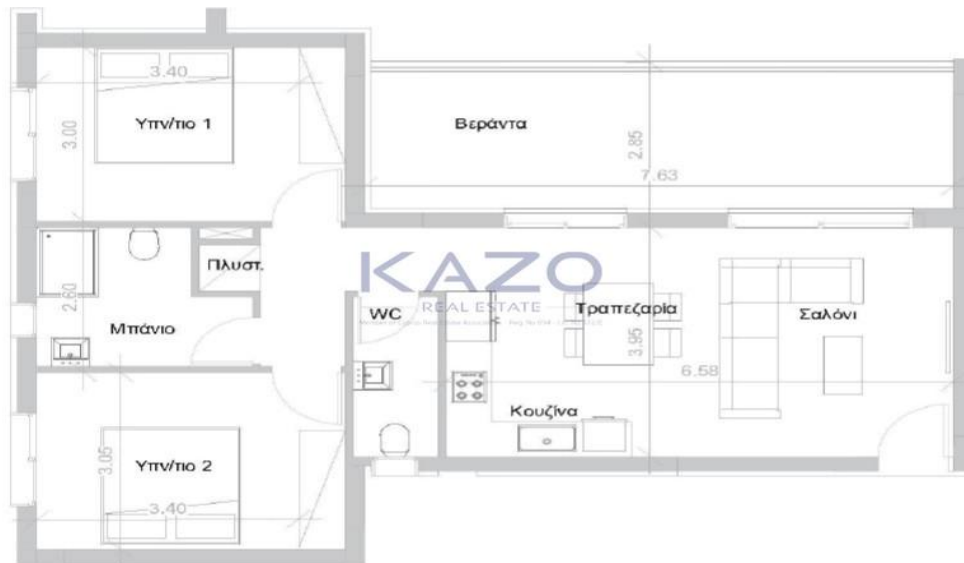 3.40
Υπν/τιο 1
3.00
Βεράντα
2.85
7.63
Πλυστ.
2.60
Μπάνιο
KAZO
REAL ESTATE
WC
Τραπεζαρία
Σαλόνι
3.95
6.58
Κουζίνα
Υπν/τιο 2
3.05
3.40